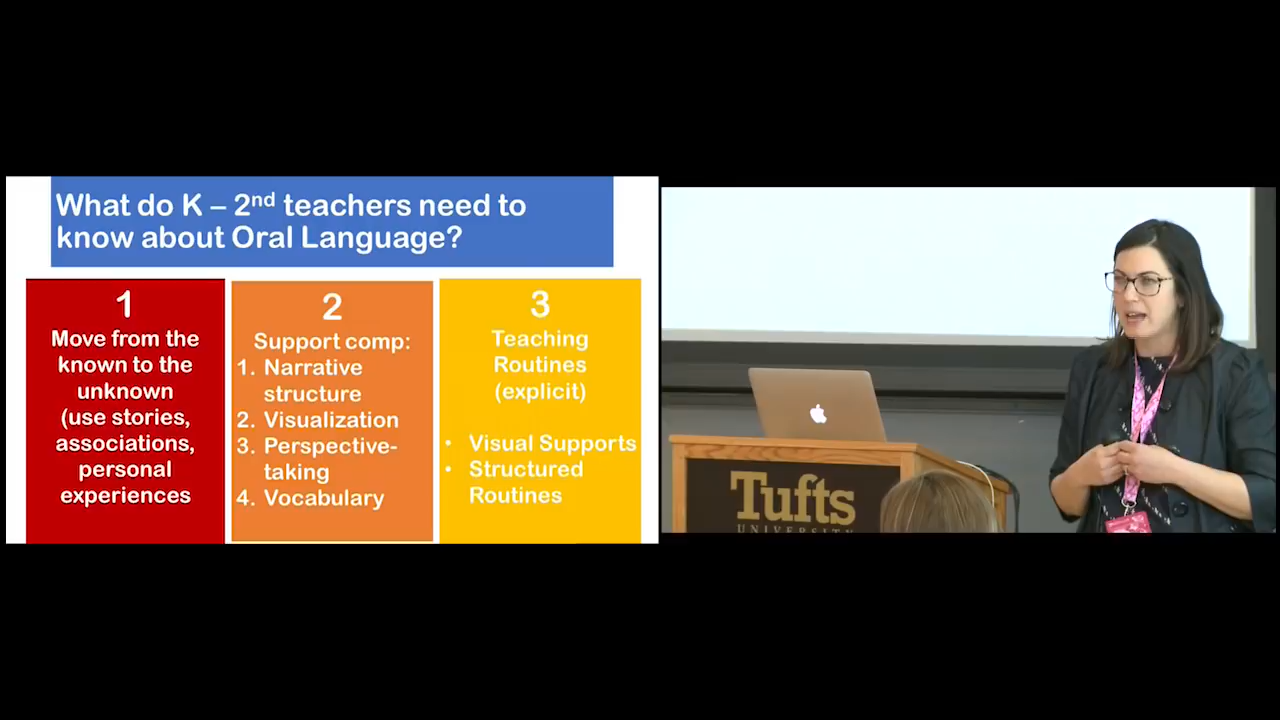 What do K – 2nd teachers need to
know about Oral Language?
1
Move from the
known to the
unknown
(use stories,
associations,
personal
experiences
2
Support comp:
1. Narrative
structure
2. Visualization
3. Perspective-
taking
4. Vocabulary
3
Teaching
Routines
(explicit)
• Visual Supports
• Structured
Routines
Tufts
UNIVERSITY